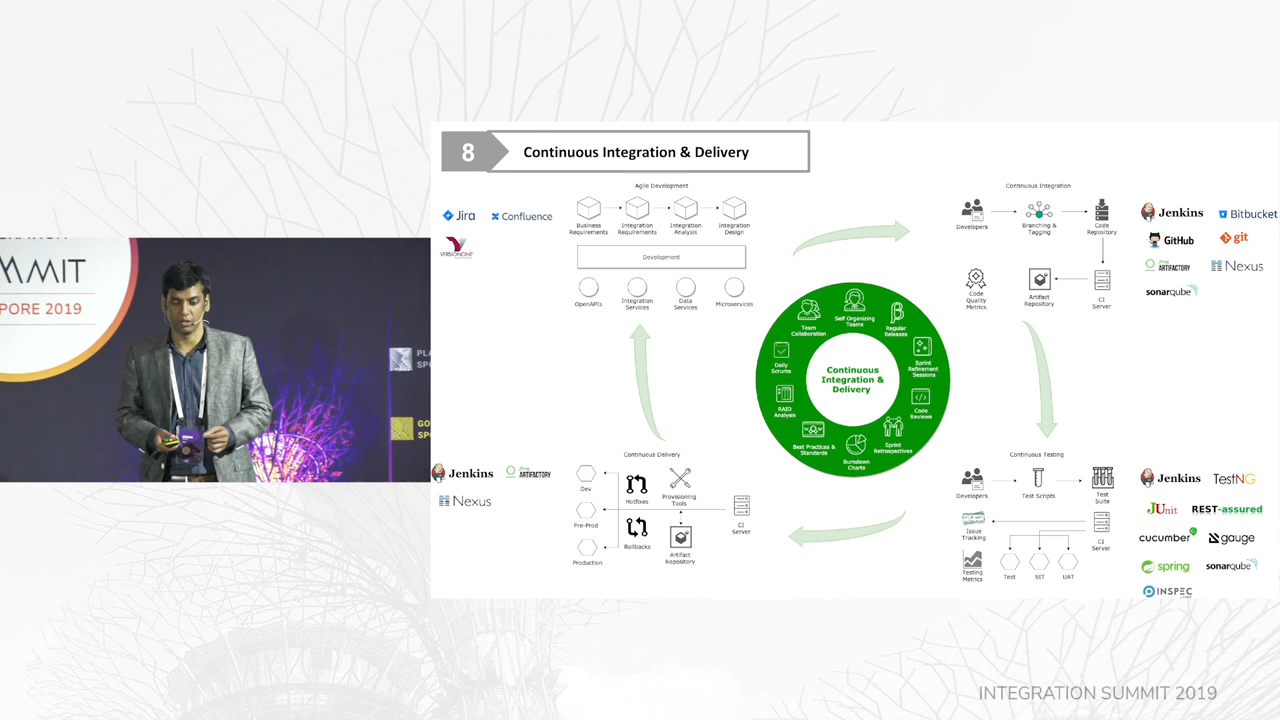 8
Continuous Integration & Delivery
Agile Development
Jira
Confluence
VERSIONONE
Business
Requirements
Integration
Requirements
Integration
Analysis
Integration
Design
Development
OpenAPIs
Integration
Services
Data
Services
Microservices
Continuous Integration
Developers
Branching &
Tagging
Code
Repository
Code
Quality
Metrics
Artifact
Repository
CI
Server
Jenkins
Bitbucket
GitHub
git
ARTIFACTORY
Nexus
sonarqube
Self Organizing
Teams
Team
Collaboration
Regular
Releases
Daily
Scrums
Sprint
Refinement
Sessions
Continuous
Integration &
Delivery
RAID
Analysis
Code
Reviews
Best Practices &
Standards
Sprint
Retrospectives
Burndown
Charts
Continuous Delivery
Jenkins
ARTIFACTORY
Nexus
Dev
Hotfixes
Provisioning
Tools
Pre-Prod
CI
Server
Production
Rollbacks
Artifact
Repository
Continuous Testing
Developers
Test Scripts
Test
Suite
Issue
Tracking
CI
Server
Testing
Metrics
Test
SIT
UAT
Jenkins
TestNG
JUnit
REST-assured
cucumber
gauge
spring
sonarqube
INSPEC
MMIT
PORE 2019
PLA
SPO
GO
SPO
INTEGRATION SUMMIT 2019